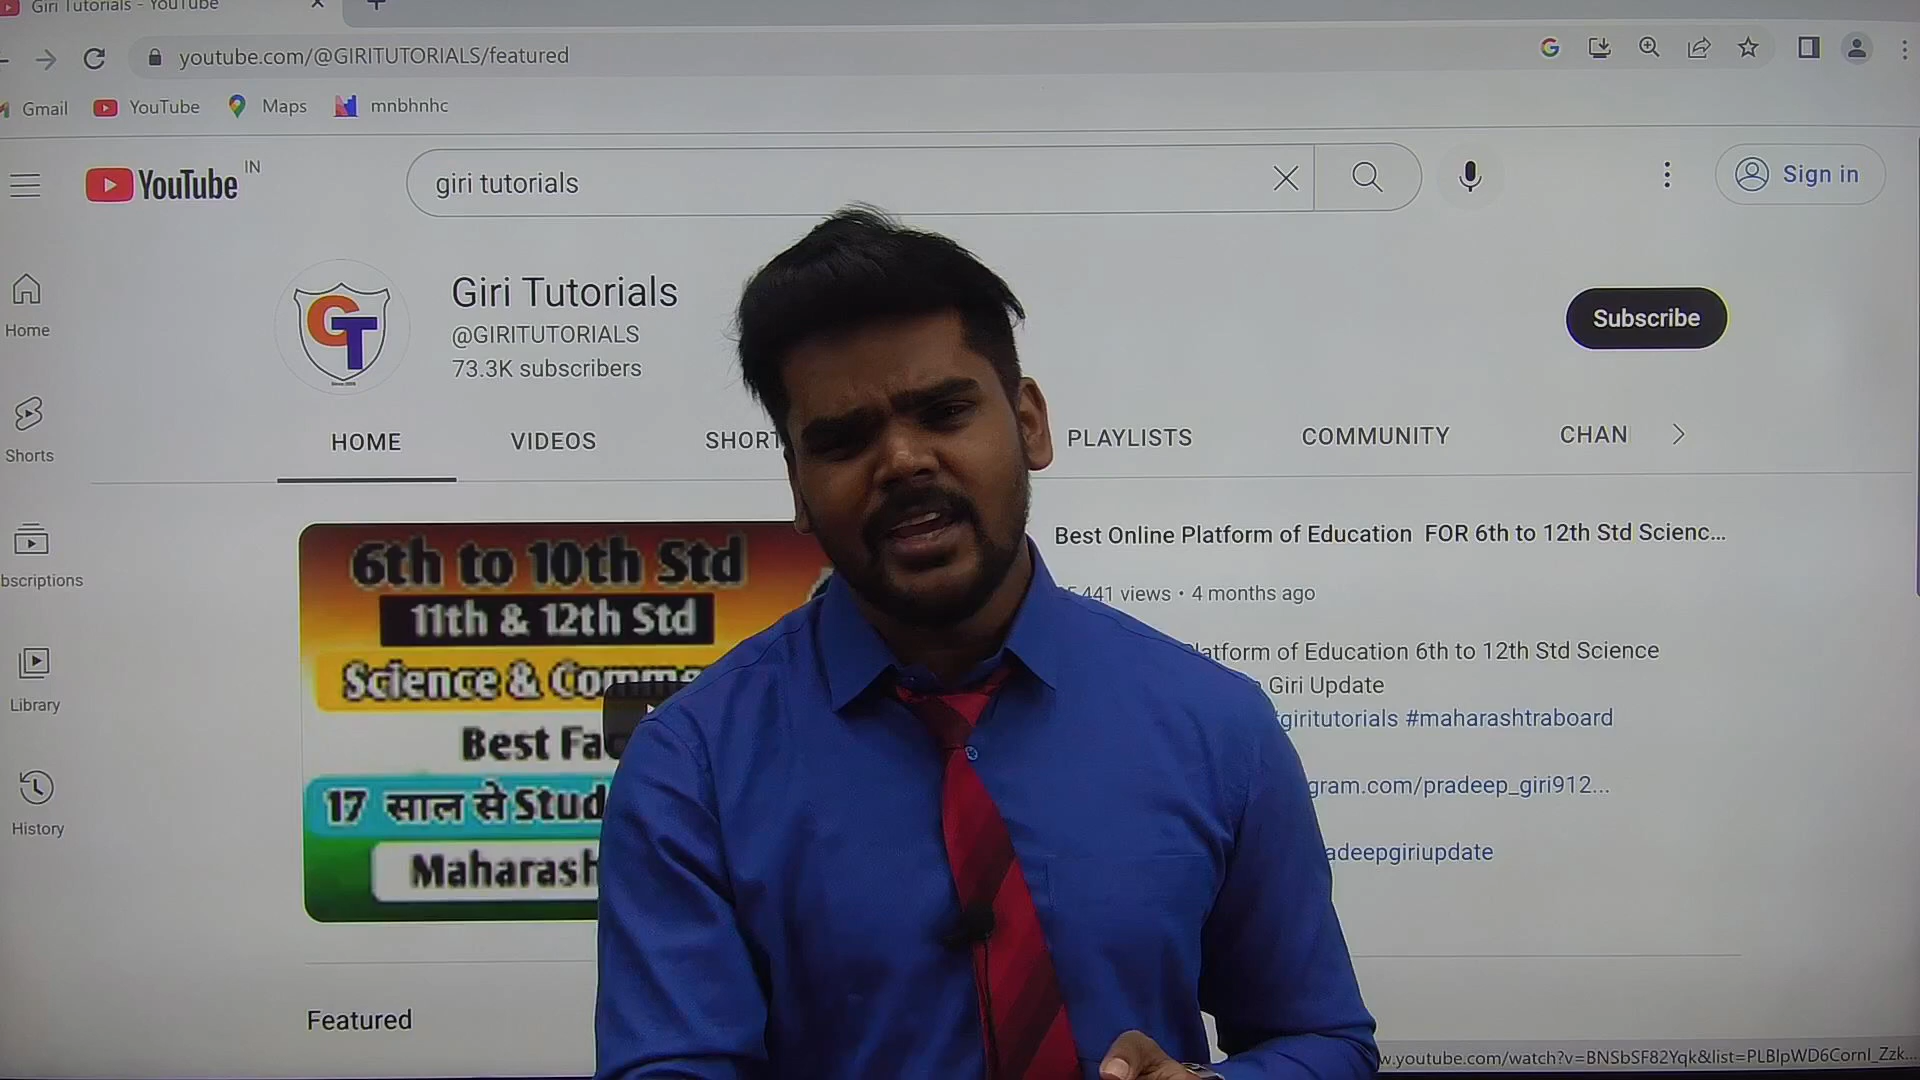 Giri Tutorials - YouTube
youtube.com/@GIRITUTORIALS/featured
Gmail YouTube Maps mnbhnhc
YouTube IN
giri tutorials
Sign in
Home
Shorts
bscriptions
Library
History
GT
Giri Tutorials
@GIRITUTORIALS
73.3K subscribers
Subscribe
HOME VIDEOS SHORT PLAYLISTS COMMUNITY CHAN
6th to 10th Std
11th & 12th Std
Science & Comme
Best Fac
17 साल से Stud
Maharash
Best Online Platform of Education FOR 6th to 12th Std Scienc...
441 views • 4 months ago
latform of Education 6th to 12th Std Science
Giri Update
#giritutorials #maharashtraboard
gram.com/pradeep_giri912...
adeepgiriupdate
Featured
w.youtube.com/watch?v=BNSbSF82Yqk&list=PLBlpWD6Cornl_Zzk...